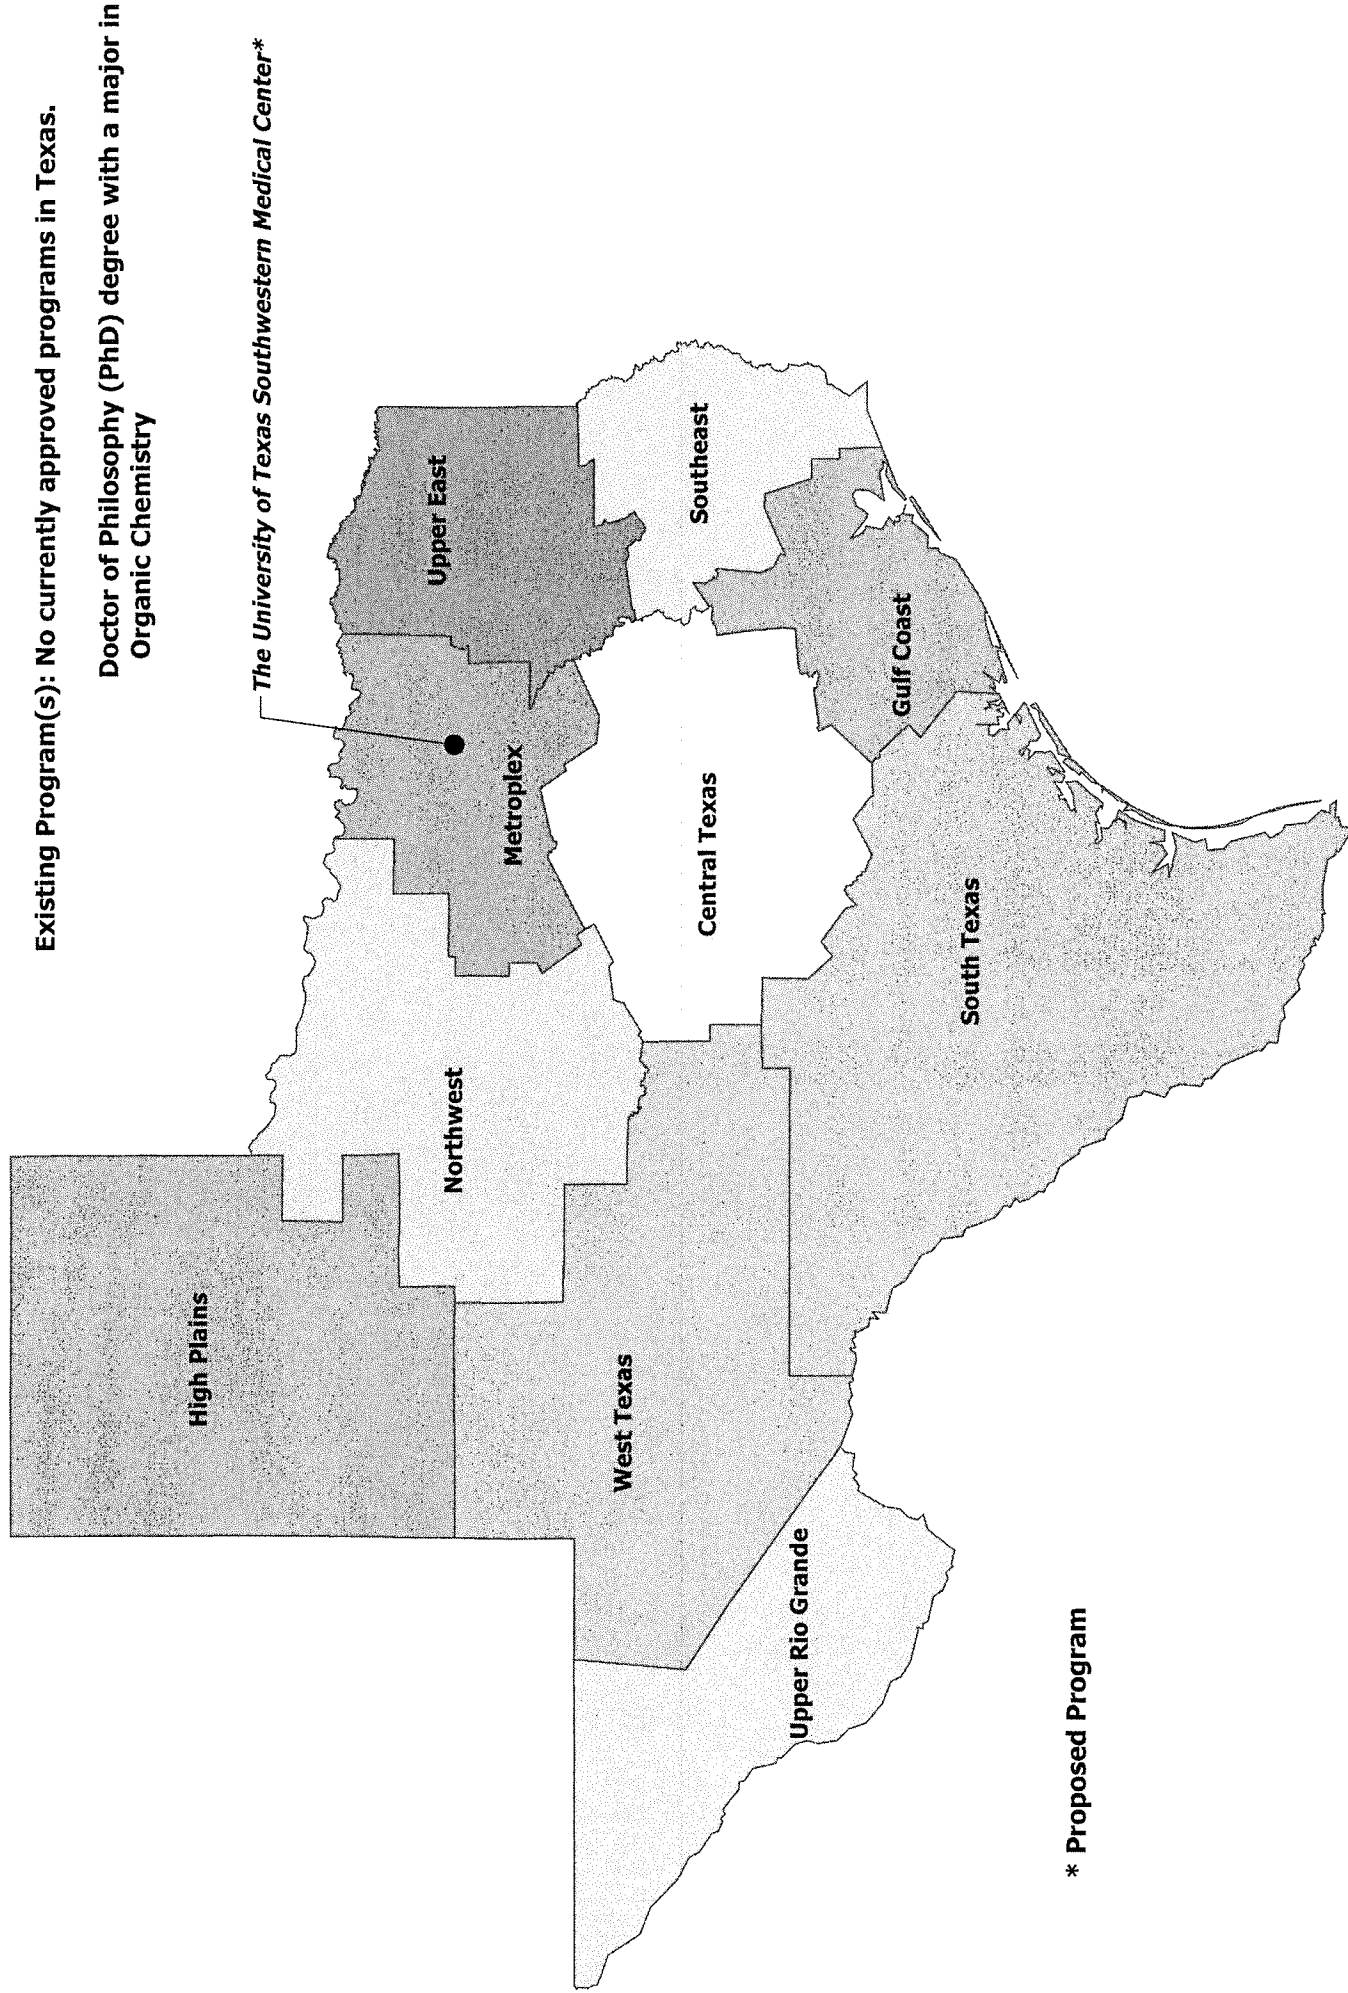 Existing Program(s): No currently approved programs in Texas.
Doctor of Philosophy (PhD) degree with a major in
Organic Chemistry
The University of Texas Southwestern Medical Center*
High Plains
Northwest
Upper East
Metroplex
West Texas
Central Texas
Southeast
Upper Rio Grande
Gulf Coast
South Texas
* Proposed Program